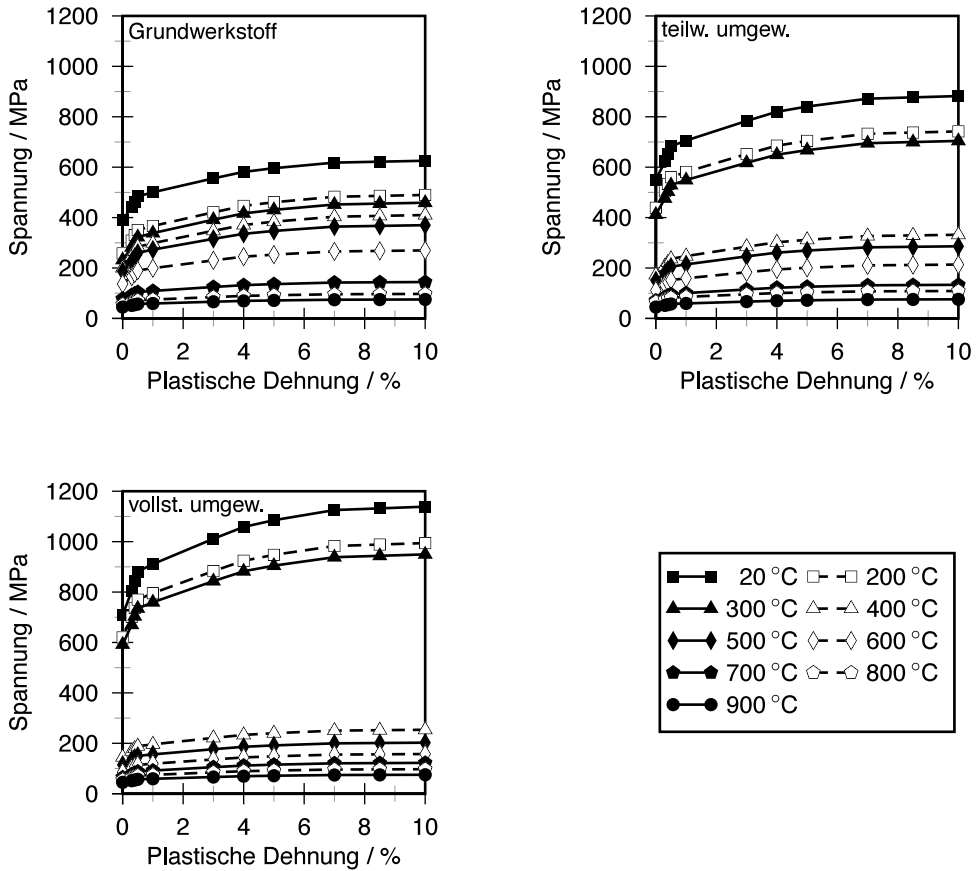 Grundwerkstoff
Spannung / MPa
1200
1000
800
600
400
200
0
0 2 4 6 8 10
Plastische Dehnung / %
teilw. umgew.
Spannung / MPa
1200
1000
800
600
400
200
0
0 2 4 6 8 10
Plastische Dehnung / %
vollst. umgew.
Spannung / MPa
1200
1000
800
600
400
200
0
0 2 4 6 8 10
Plastische Dehnung / %
20 °C 200 °C
300 °C 400 °C
500 °C 600 °C
700 °C 800 °C
900 °C